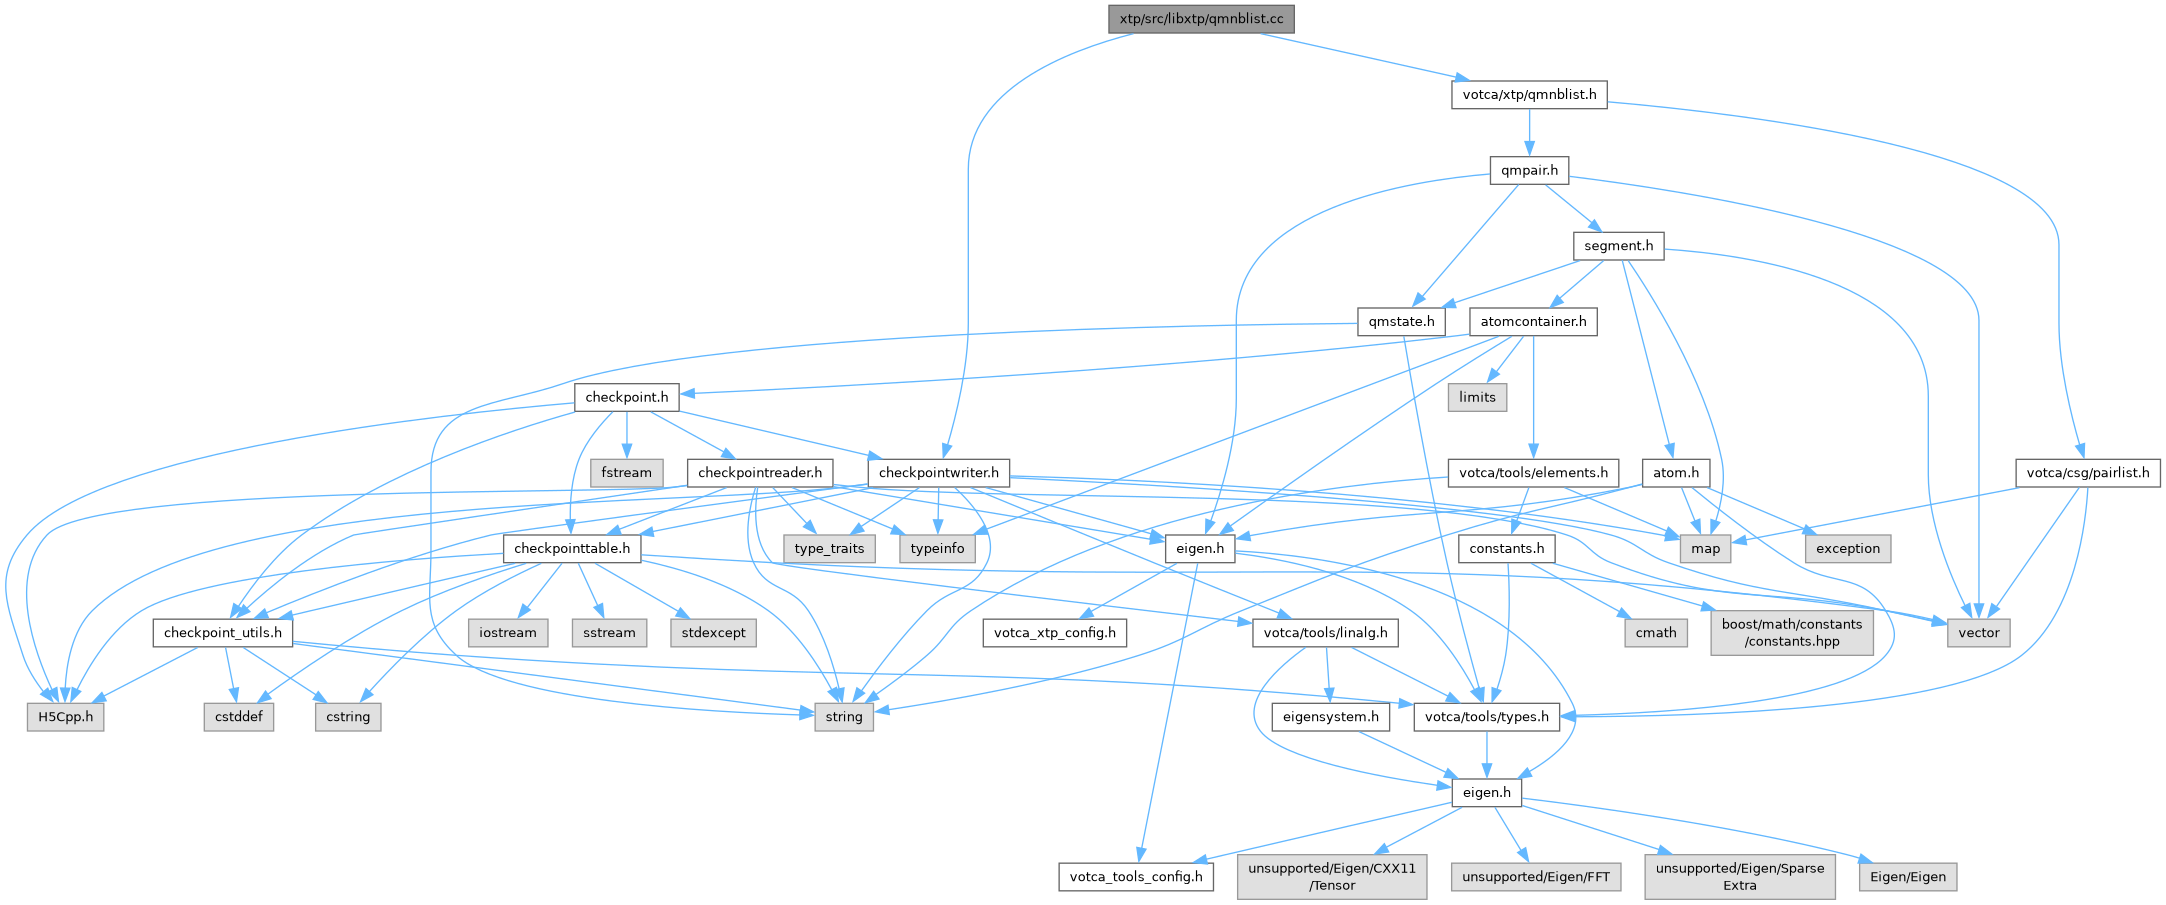 xtp/src/libxtp/qmnblist.cc
votca/xtp/qmnblist.h
qmpair.h
segment.h
qmstate.h
atomcontainer.h
checkpoint.h
limits
fstream
checkpointreader.h
checkpointwriter.h
votca/tools/elements.h
atom.h
votca/csg/pairlist.h
checkpointtable.h
type_traits
typeinfo
eigen.h
constants.h
map
exception
checkpoint_utils.h
iostream
sstream
stdexcept
votca_xtp_config.h
votca/tools/linalg.h
cmath
boost/math/constants
/constants.hpp
vector
H5Cpp.h
cstddef
cstring
string
eigensystem.h
votca/tools/types.h
eigen.h
votca_tools_config.h
unsupported/Eigen/CXX11
/Tensor
unsupported/Eigen/FFT
unsupported/Eigen/Sparse
Extra
Eigen/Eigen